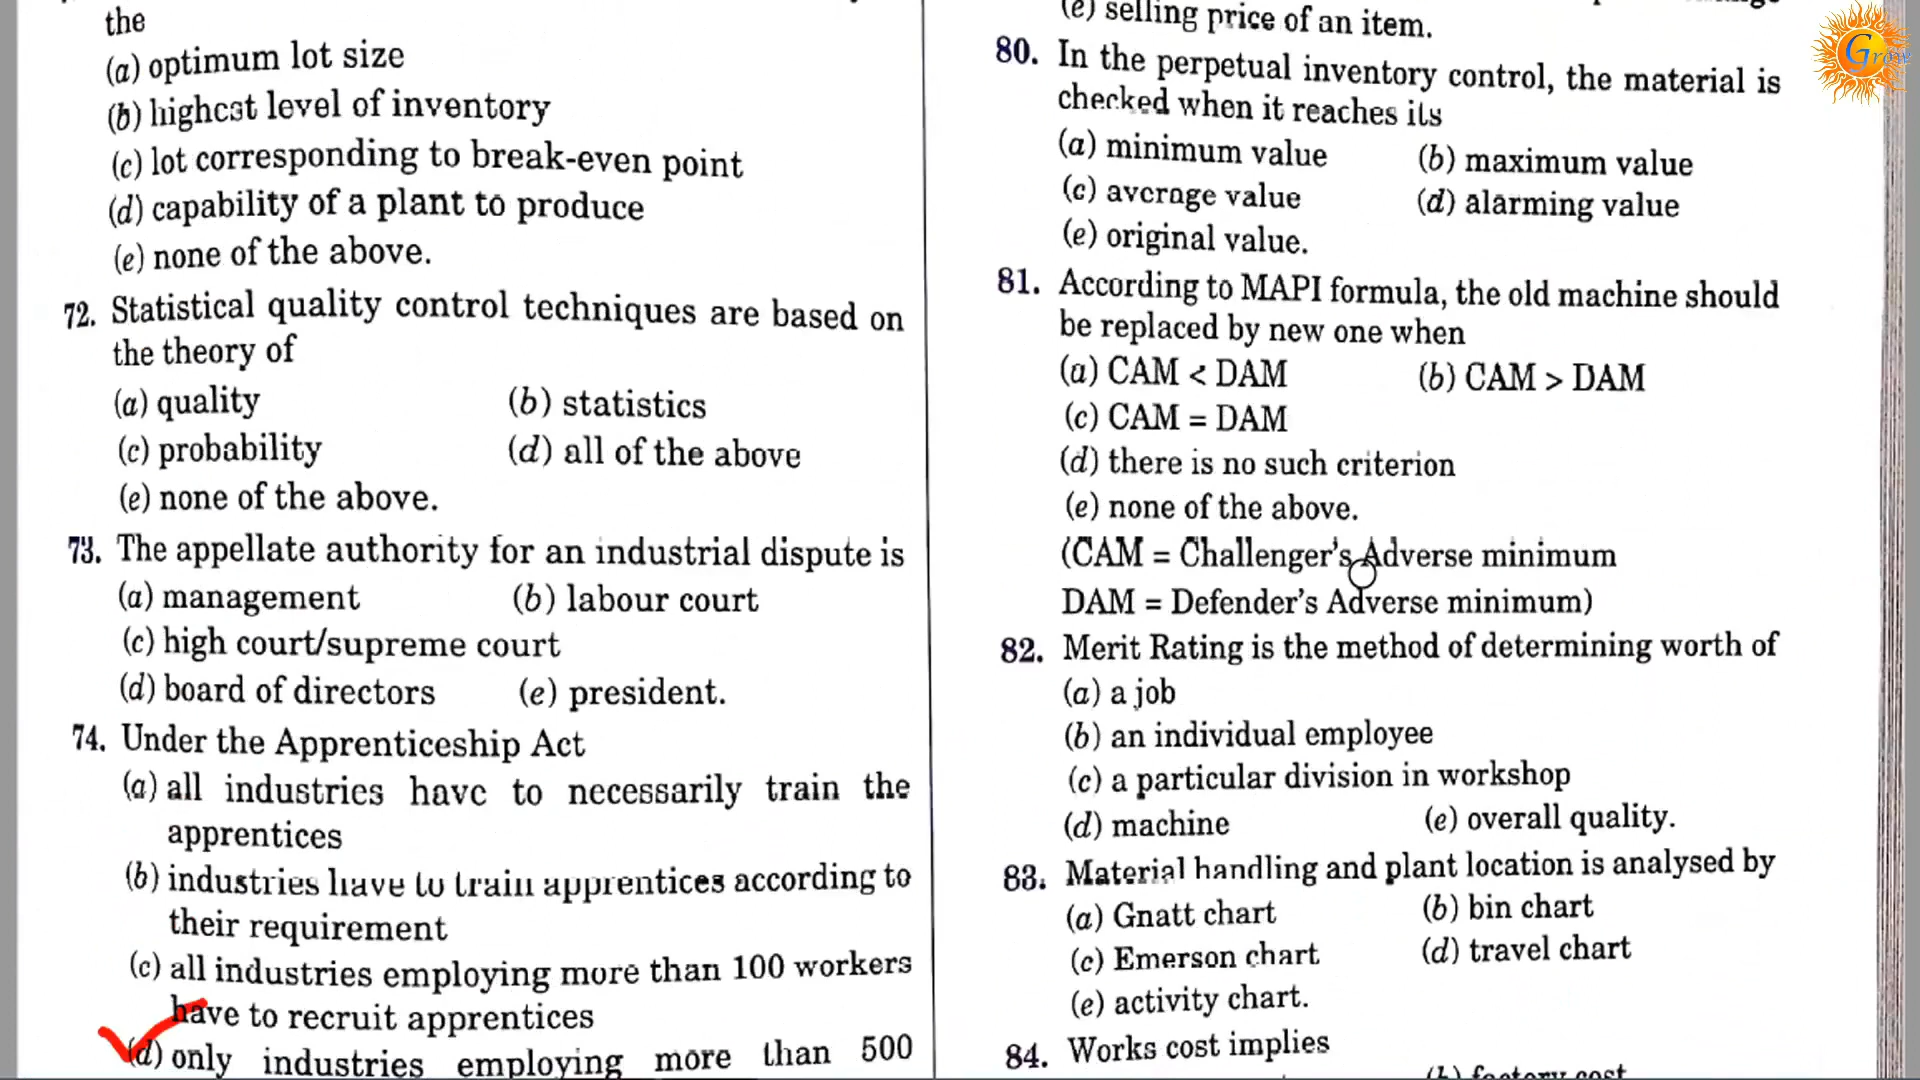 the
(a) optimum lot size
(b) highest level of inventory
(c) lot corresponding to break-even point
(d) capability of a plant to produce
(e) none of the above.
72. Statistical quality control techniques are based on
the theory of
(a) quality (b) statistics
(c) probability (d) all of the above
(e) none of the above.
73. The appellate authority for an industrial dispute is
(a) management (b) labour court
(c) high court/supreme court
(d) board of directors (e) president.
74. Under the Apprenticeship Act
(a) all industries have to necessarily train the
apprentices
(b) industries have to train apprentices according to
their requirement
(c) all industries employing more than 100 workers
have to recruit apprentices
(d) only industries employing more than 500
(e) selling price of an item.
80. In the perpetual inventory control, the material is
checked when it reaches its
(a) minimum value (b) maximum value
(c) average value (d) alarming value
(e) original value.
81. According to MAPI formula, the old machine should
be replaced by new one when
(a) CAM < DAM (b) CAM > DAM
(c) CAM = DAM
(d) there is no such criterion
(e) none of the above.
(CAM = Challenger's Adverse minimum
DAM = Defender's Adverse minimum)
82. Merit Rating is the method of determining worth of
(a) a job
(b) an individual employee
(c) a particular division in workshop
(d) machine (e) overall quality.
83. Material handling and plant location is analysed by
(a) Gnatt chart (b) bin chart
(c) Emerson chart (d) travel chart
(e) activity chart.
84. Works cost implies
(b) factory cost
Grow